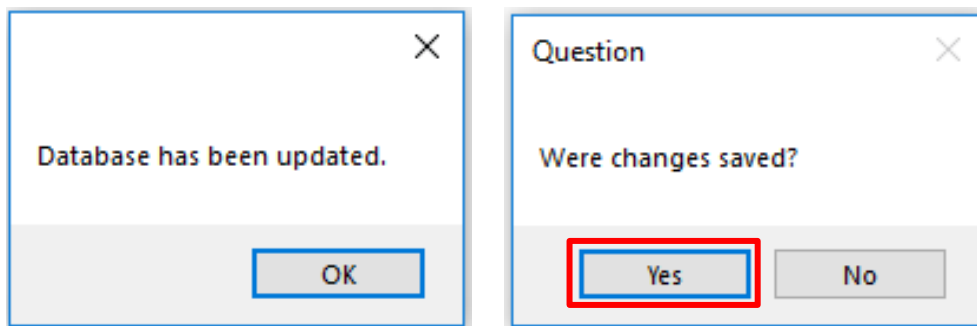 Database has been updated.
OK
Question
Were changes saved?
Yes
No